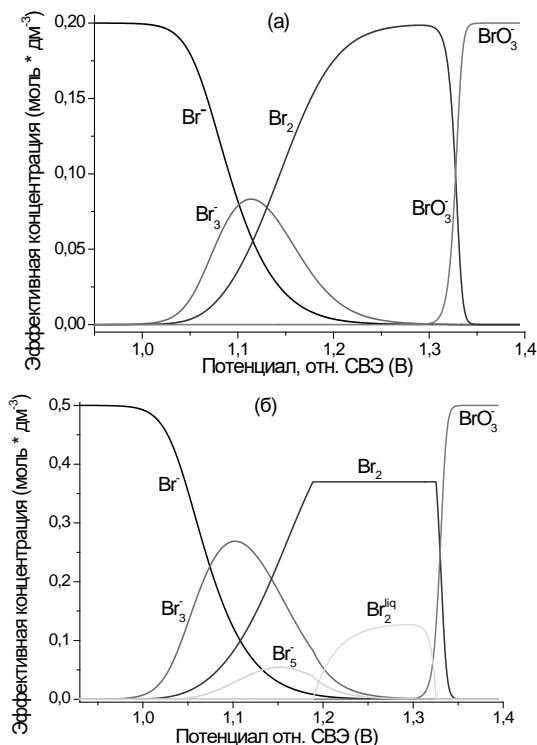 (а)
Эффективная концентрация (моль * дм⁻³)
0,20
0,15
0,10
0,05
0,00
Br⁻
Br₂
Br₃⁻
BrO₃⁻
BrO₃⁻
1,0
1,1
1,2
1,3
1,4
Потенциал, отн. СВЭ (В)
(б)
Эффективная концентрация (моль * дм⁻³)
0,5
0,4
0,3
0,2
0,1
0,0
BrO₃⁻
Br⁻
Br₂
Br₃⁻
Br₅⁻
Br₂ˡⁱq
1,0
1,1
1,2
1,3
1,4
Потенциал отн. СВЭ (В)